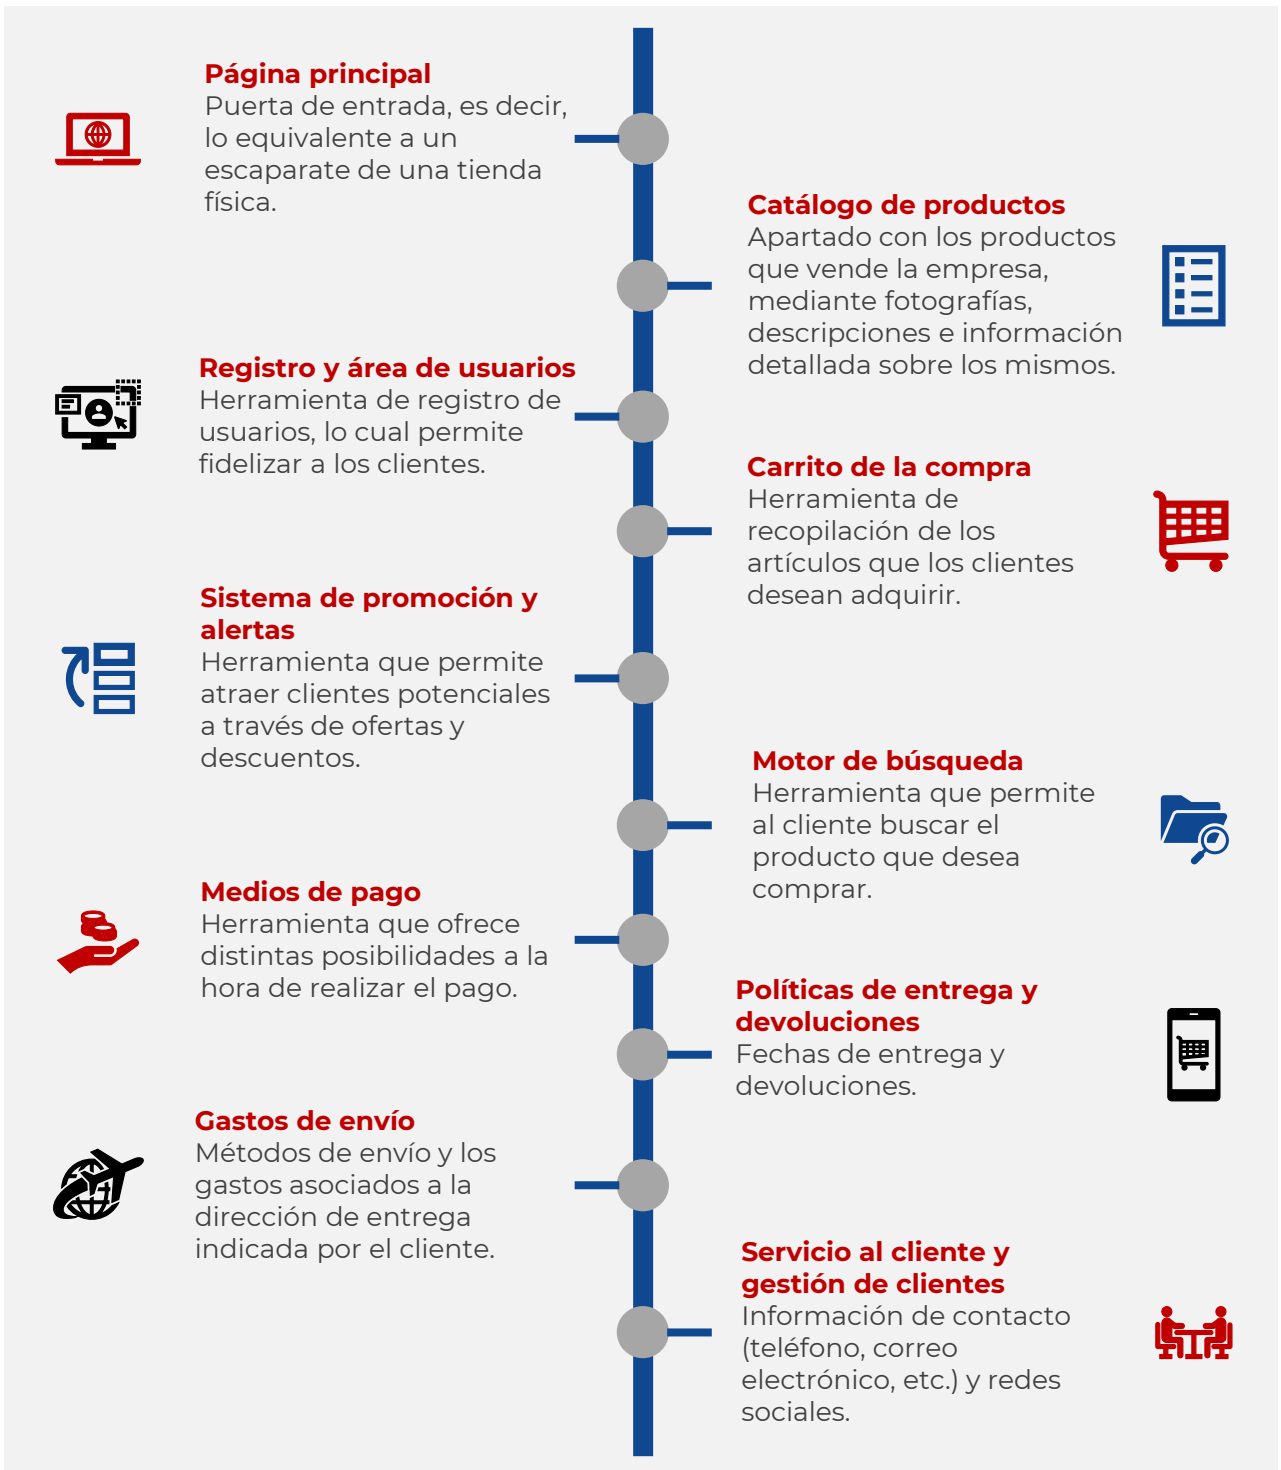 Página principal
Puerta de entrada, es decir,
lo equivalente a un
escaparate de una tienda
física.
Catálogo de productos
Apartado con los productos
que vende la empresa,
mediante fotografías,
descripciones e información
detallada sobre los mismos.
Registro y área de usuarios
Herramienta de registro de
usuarios, lo cual permite
fidelizar a los clientes.
Carrito de la compra
Herramienta de
recopilación de los
artículos que los clientes
desean adquirir.
Sistema de promoción y
alertas
Herramienta que permite
atraer clientes potenciales
a través de ofertas y
descuentos.
Motor de búsqueda
Herramienta que permite
al cliente buscar el
producto que desea
comprar.
Medios de pago
Herramienta que ofrece
distintas posibilidades a la
hora de realizar el pago.
Políticas de entrega y
devoluciones
Fechas de entrega y
devoluciones.
Gastos de envío
Métodos de envío y los
gastos asociados a la
dirección de entrega
indicada por el cliente.
Servicio al cliente y
gestión de clientes
Información de contacto
(teléfono, correo
electrónico, etc.) y redes
sociales.